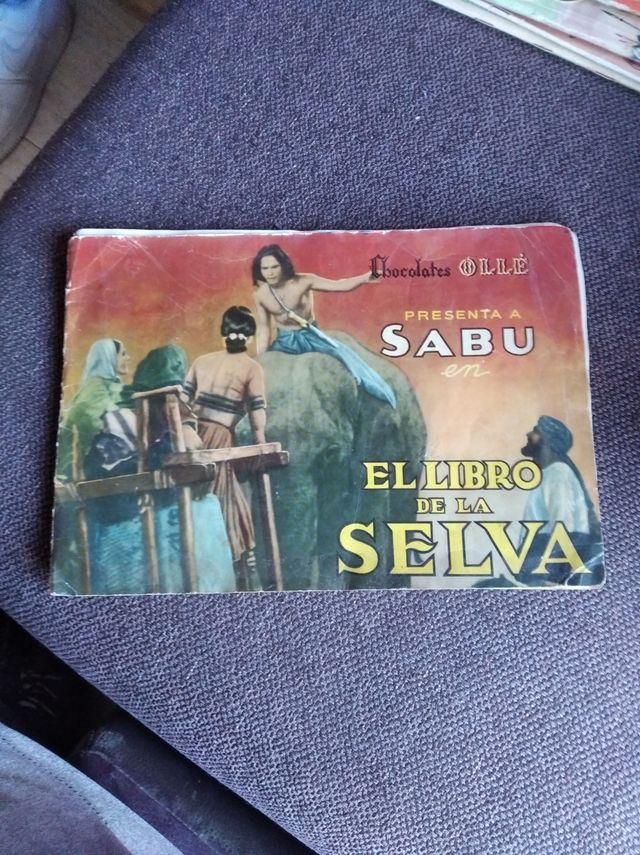 Chocolates OLLÉ
PRESENTA A
SABU
en
EL LIBRO
DE LA
SELVA